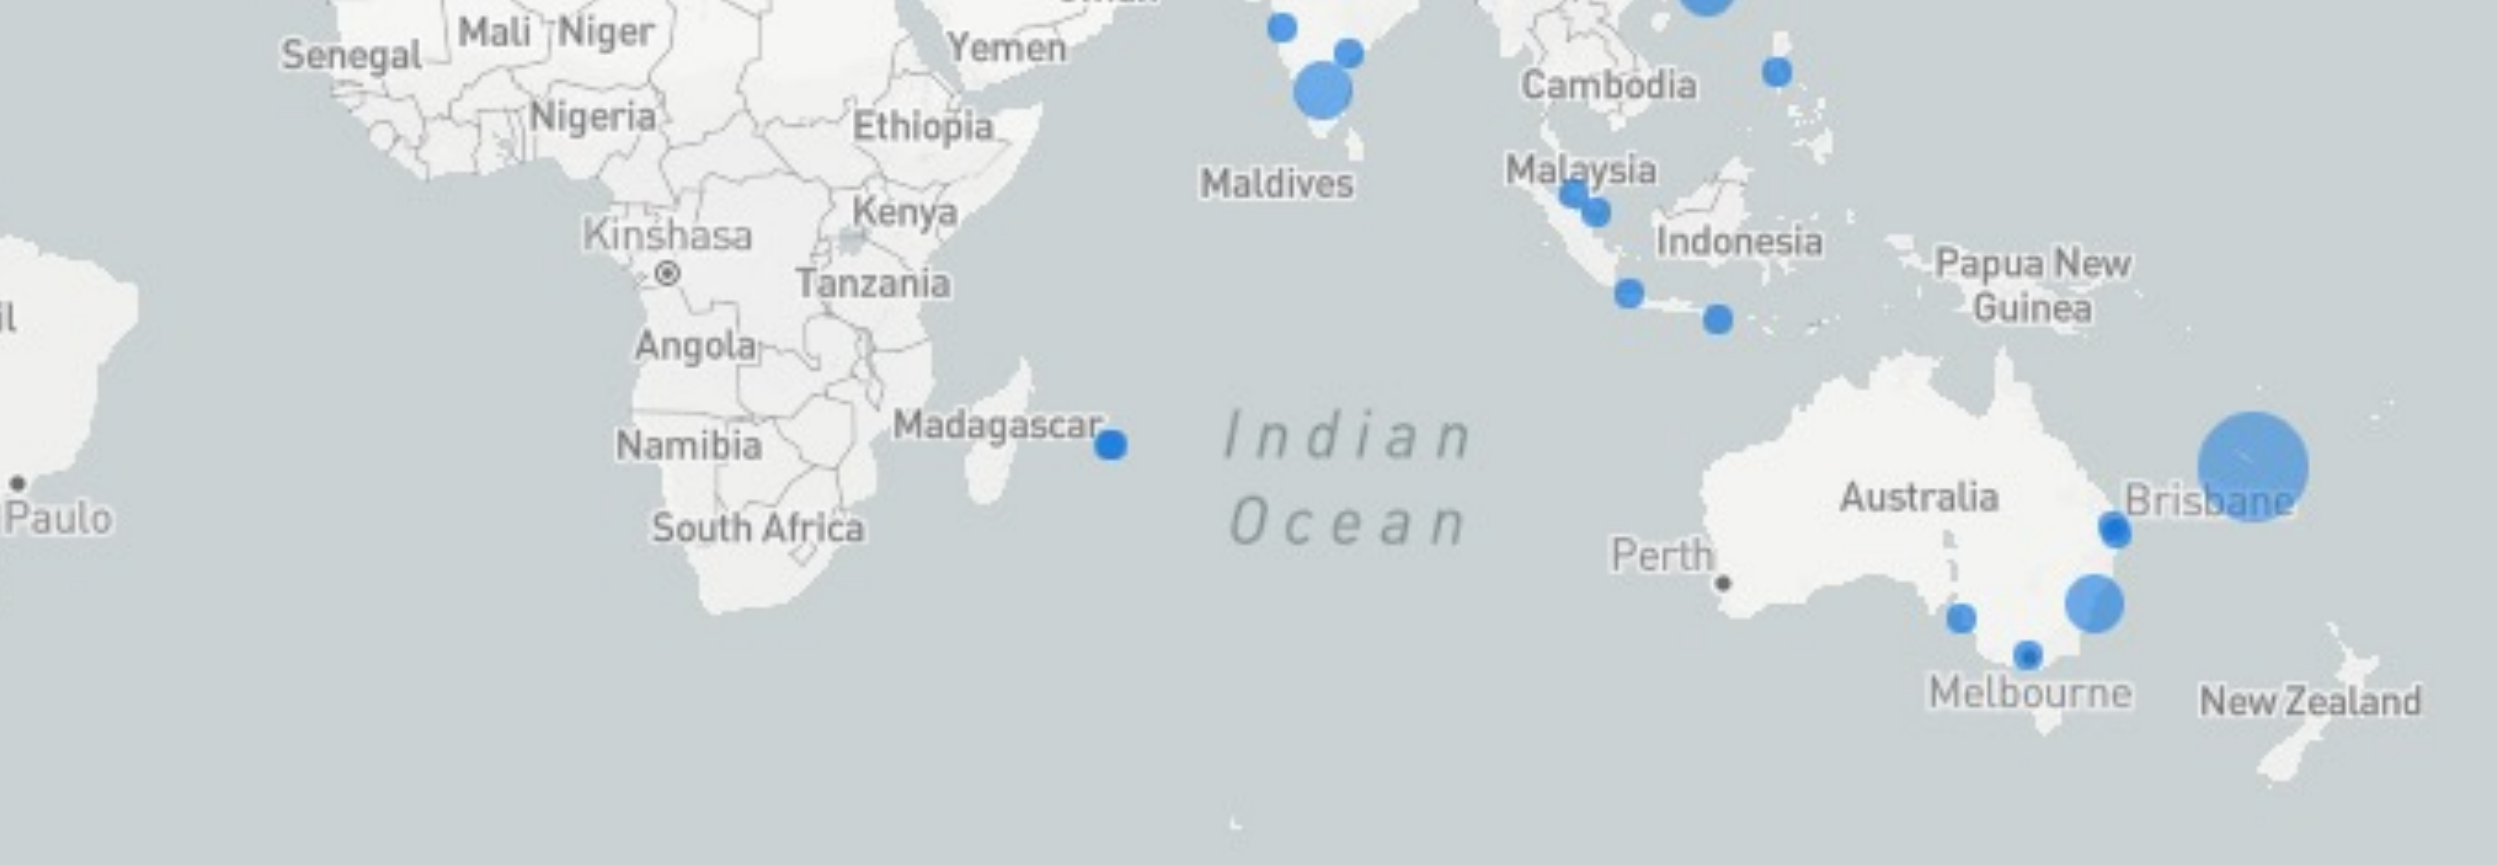 Mali
Niger
Senegal
Yemen
Cambodia
Nigeria
Ethiopia
Malaysia
Maldives
Kenya
Kinshasa
Indonesia
Tanzania
Papua New
Guinea
il
Angola
Madagascar
Namibia
Indian
Ocean
Australia
Brisbane
Paulo
South Africa
Perth
Melbourne
New Zealand